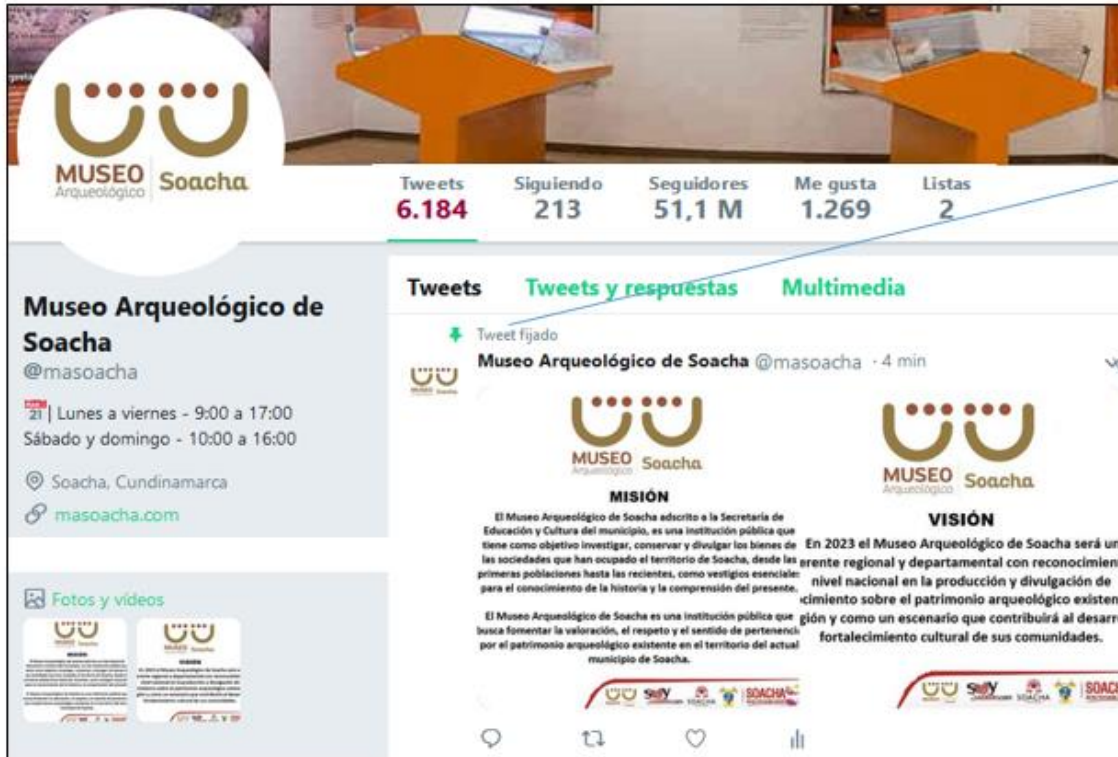 MUSEO
Arqueológico
Soacha
Tweets
6.184
Siguiendo
213
Seguidores
51,1 M
Me gusta
1.269
Listas
2
Museo Arqueológico de
Soacha
@masoacha
21 | Lunes a viernes - 9:00 a 17:00
Sábado y domingo - 10:00 a 16:00
Soacha, Cundinamarca
masoacha.com
Fotos y vídeos
Tweets Tweets y respuestas Multimedia
Tweet fijado
Museo Arqueológico de Soacha @masoacha · 4 min
MUSEO
Arqueológico
Soacha
MISIÓN
El Museo Arqueológico de Soacha adscrito a la Secretaría de
Educación y Cultura del municipio, es una institución pública que
tiene como objetivo investigar, conservar y divulgar los bienes de
las sociedades que han ocupado el territorio de Soacha, desde las
primeras poblaciones hasta las recientes, como vestigios esenciales
para el conocimiento de la historia y la comprensión del presente.
El Museo Arqueológico de Soacha es una institución pública que
busca fomentar la valoración, el respeto y el sentido de pertenenci
por el patrimonio arqueológico existente en el territorio del actual
municipio de Soacha.
SOACHA
SOACHA
MUSEO
Arqueológico
Soacha
VISIÓN
En 2023 el Museo Arqueológico de Soacha será un
erente regional y departamental con reconocimien
nivel nacional en la producción y divulgación de
cimiento sobre el patrimonio arqueológico existen
gión y como un escenario que contribuirá al desarr
fortalecimiento cultural de sus comunidades.
SOACHA